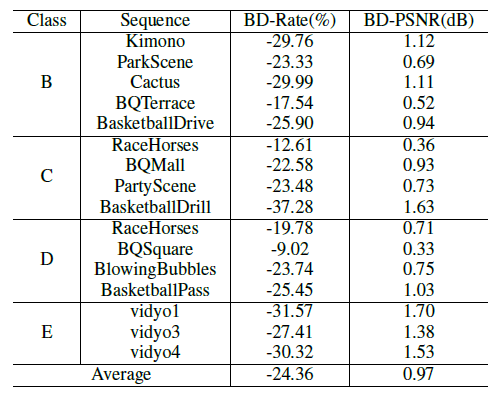 Class Sequence BD-Rate(%) BD-PSNR(dB)
Kimono -29.76 1.12
ParkScene -23.33 0.69
B Cactus -29.99 1.11
BQTerrace -17.54 0.52
BasketballDrive -25.90 0.94
RaceHorses -12.61 0.36
BQMall -22.58 0.93
C
PartyScene -23.48 0.73
BasketballDrill -37.28 1.63
RaceHorses -19.78 0.71
BQSquare -9.02 0.33
D
BlowingBubbles -23.74 0.75
BasketballPass -25.45 1.03
vidyo1 -31.57 1.70
E vidyo3 -27.41 1.38
vidyo4 -30.32 1.53
Average -24.36 0.97